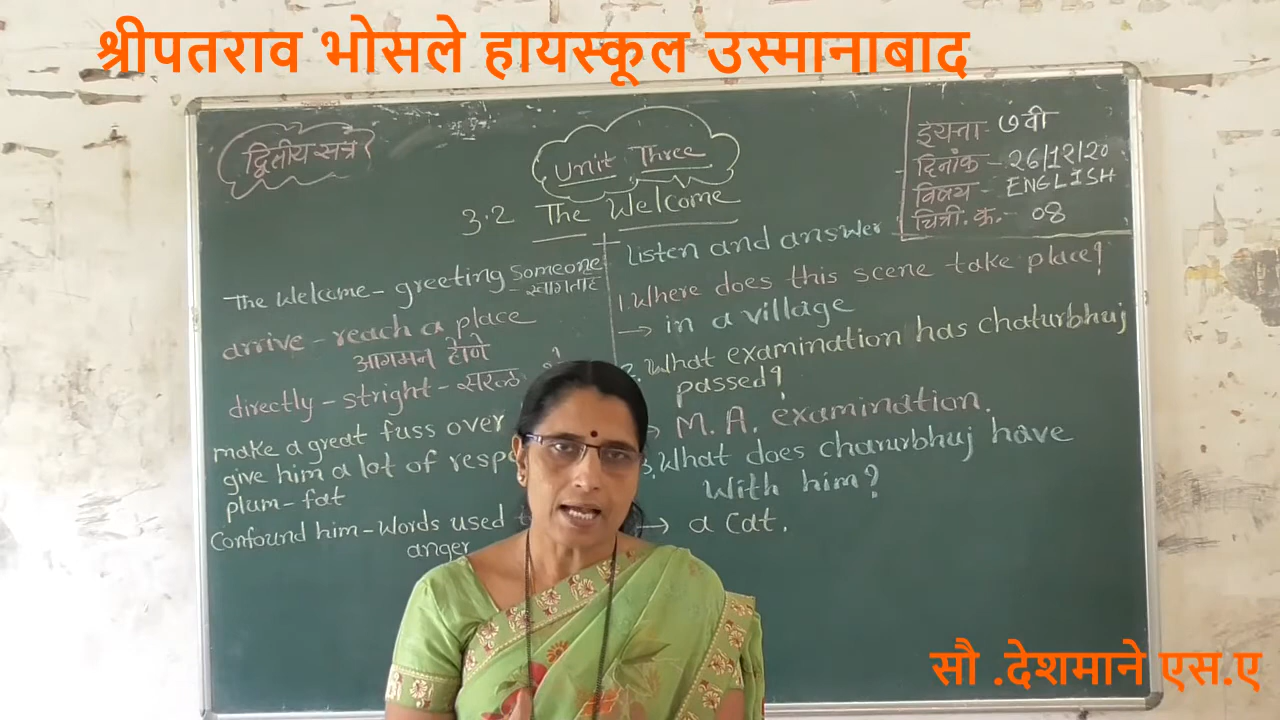 श्रीपतराव भोसले हायस्कूल उस्मानाबाद
द्वितीय सत्र
Unit Three
3.2 The Welcome
इयत्ता- ७वी
दिनांक - 26/12/20
विषय - ENGLISH
चित्री. क्र.- 08
The Welcome - greeting someone
- स्वागताह
arrive - reach a place
आगमन होणे
directly - stright - सरळ
make a great fuss over
give him a lot of resp
plum - fat
Confound him - words used
anger
Listen and answer
1. Where does this scene take place?
→ in a village
2. What examination has chaturbhuj
passed?
→ M.A. examination.
3. What does charurbhuj have
With him?
→ a cat.
सौ .देशमाने एस.ए